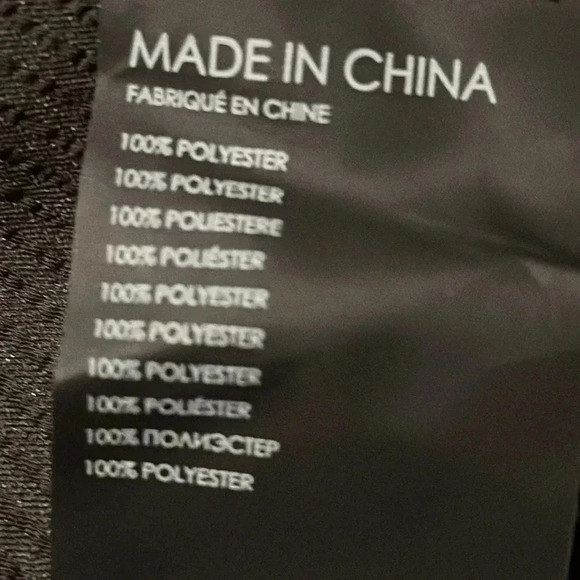 MADE IN CHINA
FABRIQUÉ EN CHINE
100% POLYESTER
100% POLYESTER
100% POLIESTERE
100% POLIÉSTER
100% POLYESTER
100% POLYESTER
100% POLYESTER
100% POLIÉSTER
100% ПОЛИЭСТЕР
100% POLYESTER